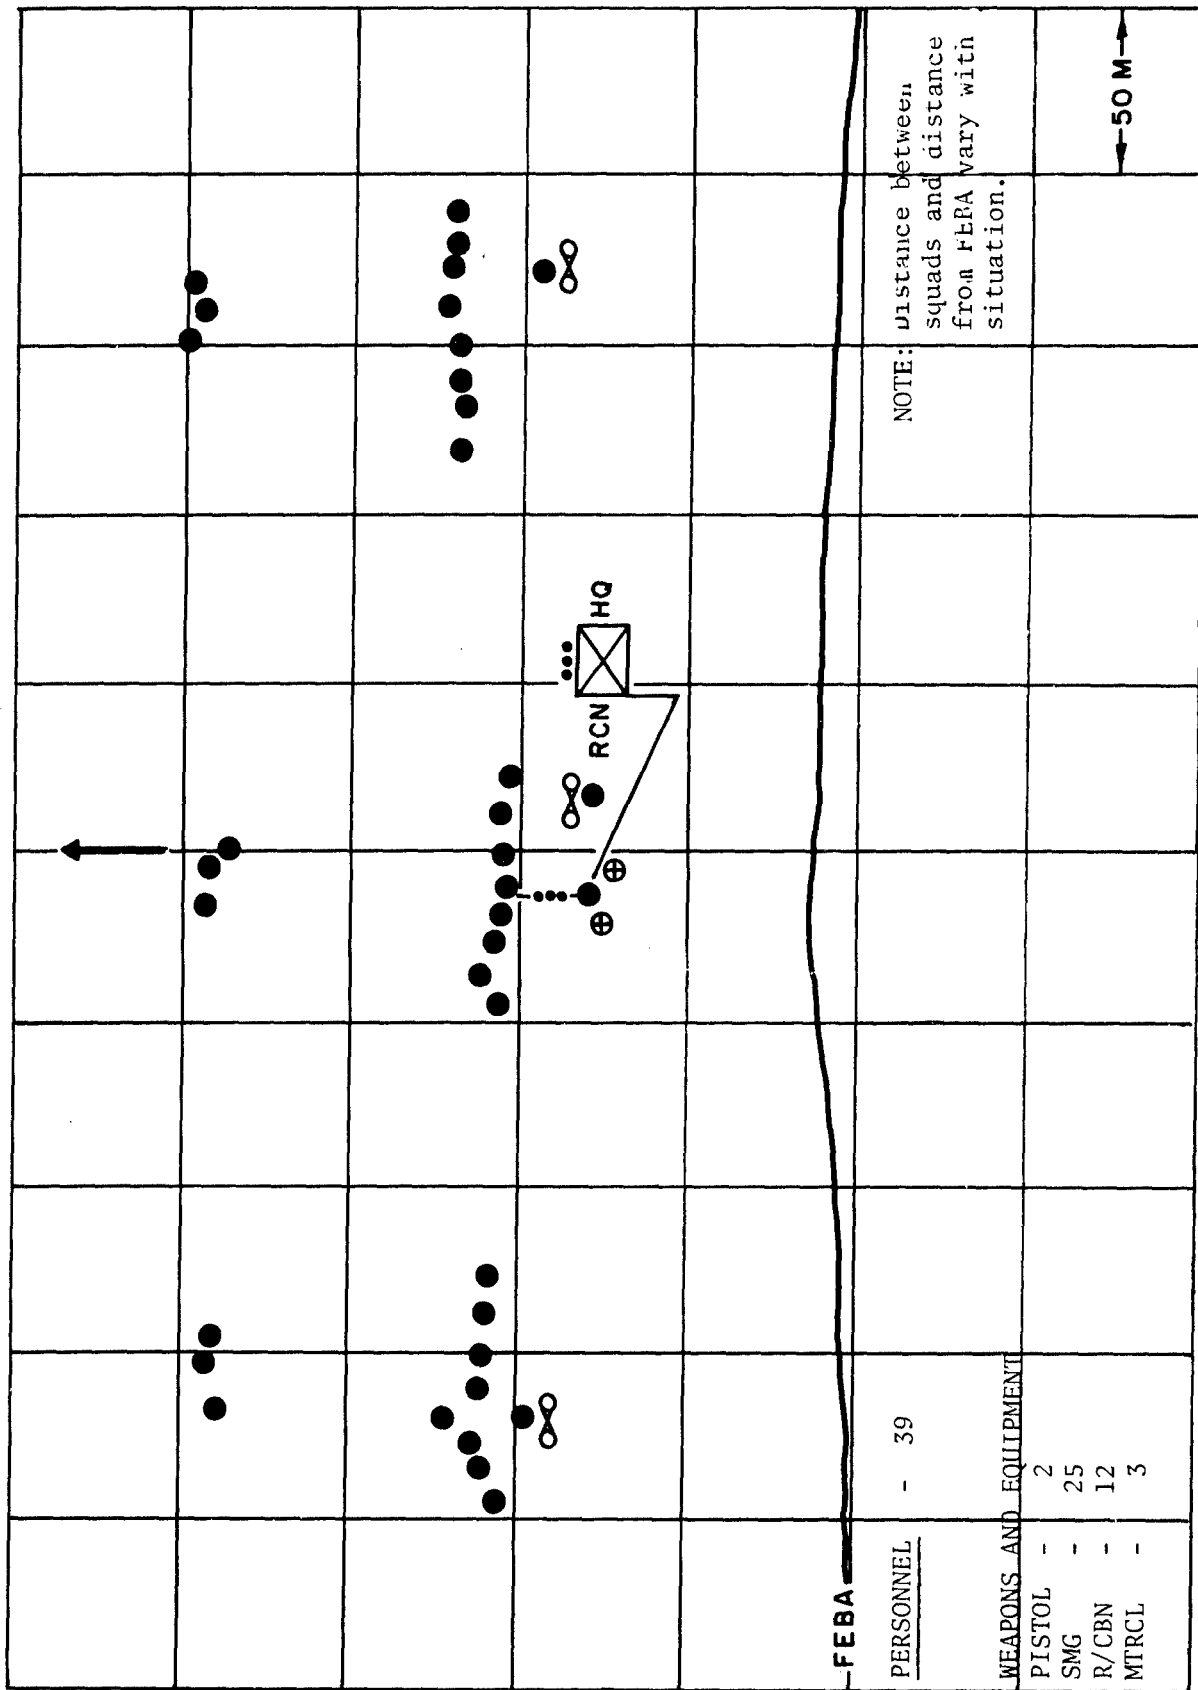 RCN HQ
FEBA
PERSONNEL - 39
WEAPONS AND EQUIPMENT
PISTOL - 2
SMG - 25
R/CBN - 12
MTRCL - 3
NOTE: Distance between
squads and distance
from FEBA vary with
situation.
50 M